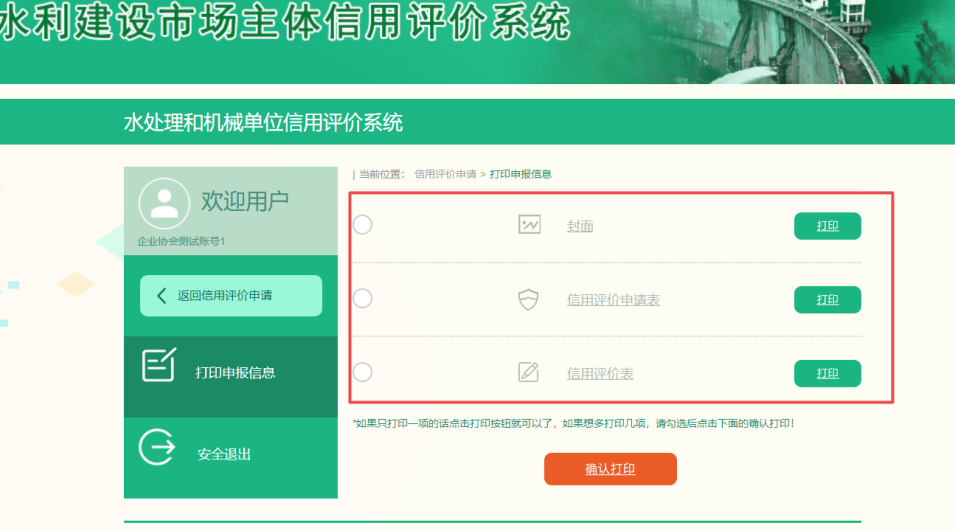 水利建设市场主体信用评价系统
水处理和机械单位信用评价系统
欢迎用户
企业协会测试账号1
返回信用评价申请
打印申报信息
安全退出
| 当前位置： 信用评价申请 > 打印申报信息
封面 打印
信用评价申请表 打印
信用评价表 打印
*如果只打印一项的话点击打印按钮就可以了，如果想多打印几项，请勾选后点击下面的确认打印！
确认打印